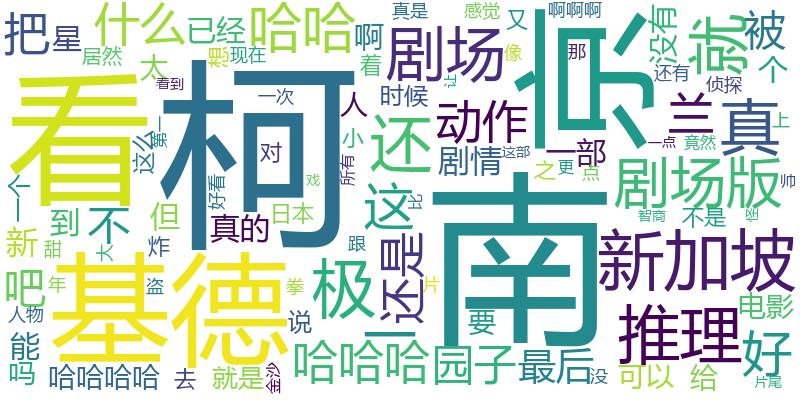 把 星 什么 已经 哈哈 啊 剧场 真是 感觉 又 啊啊啊 没有 就 被
居然 太 想 现在 着 像 那 还有 侦探 个
看到 一次 人 时候 让 动作 京 兰 真
看 柯 第一 这么 对 小 还 剧情 这部 一部 一点 竟然 上
一个 好看 所有 之 更 点 剧场版 帅
到 不 但 真的 日本 戏 这 比 南 智商 不是 怪
新 甜 大 炸 跟 还是 新加坡
吧 年 盗 基德 拳 极 片 推理 电影
人物 能 说 一 要 好
吗 哈哈哈哈 去 就是 金沙 哈哈哈 园子 最后 没 可以 给 片尾